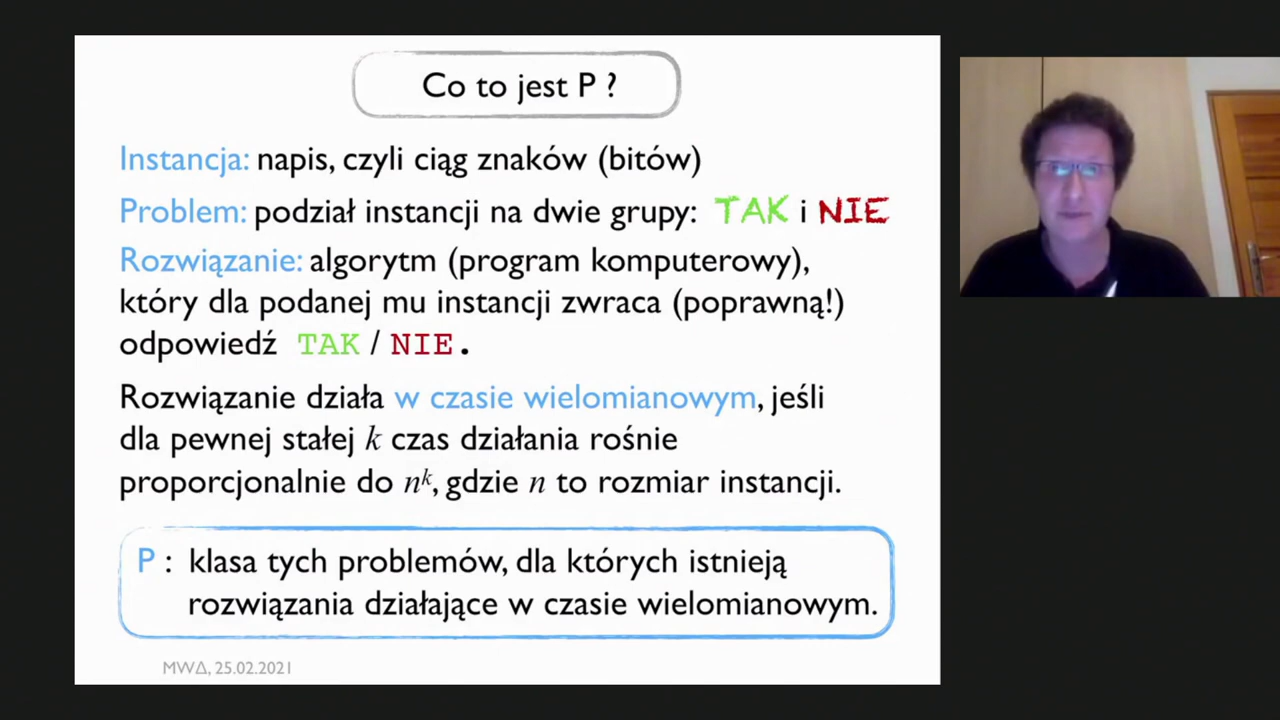 Co to jest P ?
Instancja: napis, czyli ciąg znaków (bitów)
Problem: podział instancji na dwie grupy: TAK i NIE
Rozwiązanie: algorytm (program komputerowy),
który dla podanej mu instancji zwraca (poprawną!)
odpowiedź TAK / NIE.
Rozwiązanie działa w czasie wielomianowym, jeśli
dla pewnej stałej k czas działania rośnie
proporcjonalnie do nᵏ, gdzie n to rozmiar instancji.
P : klasa tych problemów, dla których istnieją
rozwiązania działające w czasie wielomianowym.
MW∆, 25.02.2021